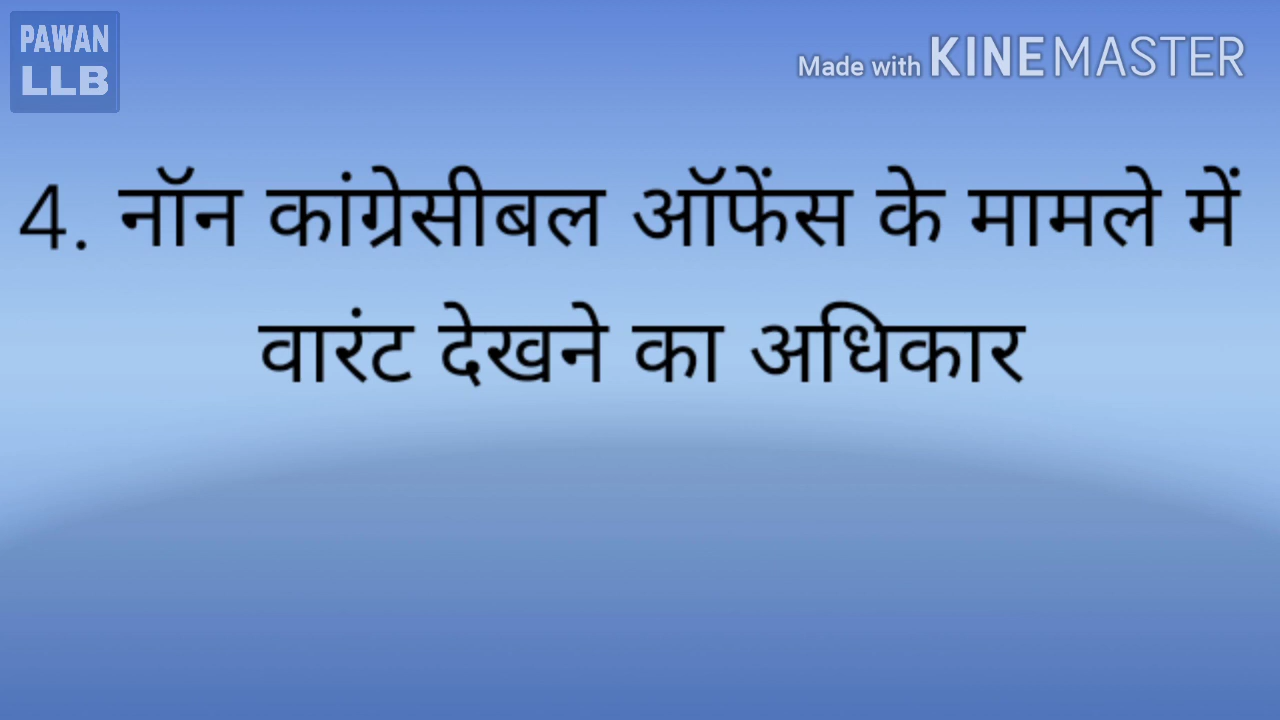 PAWAN
LLB
Made with KINEMASTER
4. नॉन कांग्रेसीबल ऑफेंस के मामले में
वारंट देखने का अधिकार